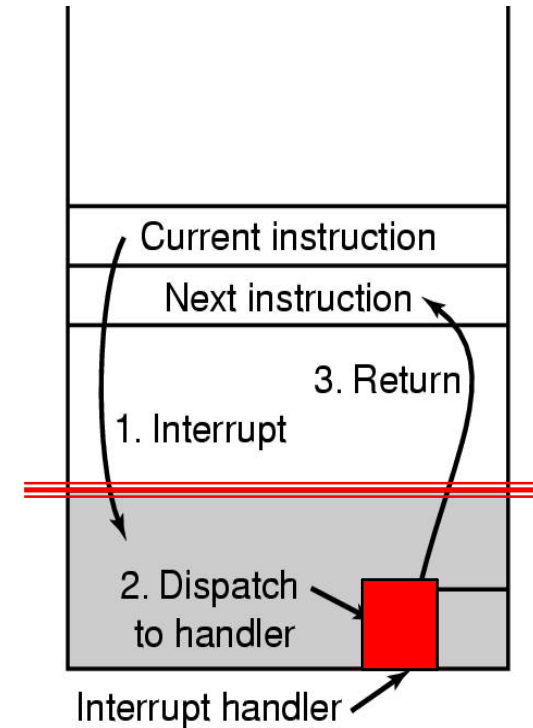 Current instruction
Next instruction
3. Return
1. Interrupt
2. Dispatch
to handler
Interrupt handler